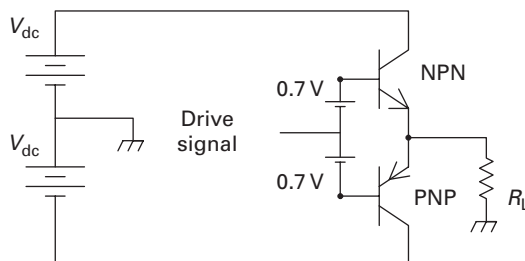 V_dc
NPN
0.7 V
V_dc
Drive
signal
0.7 V
PNP
R_L